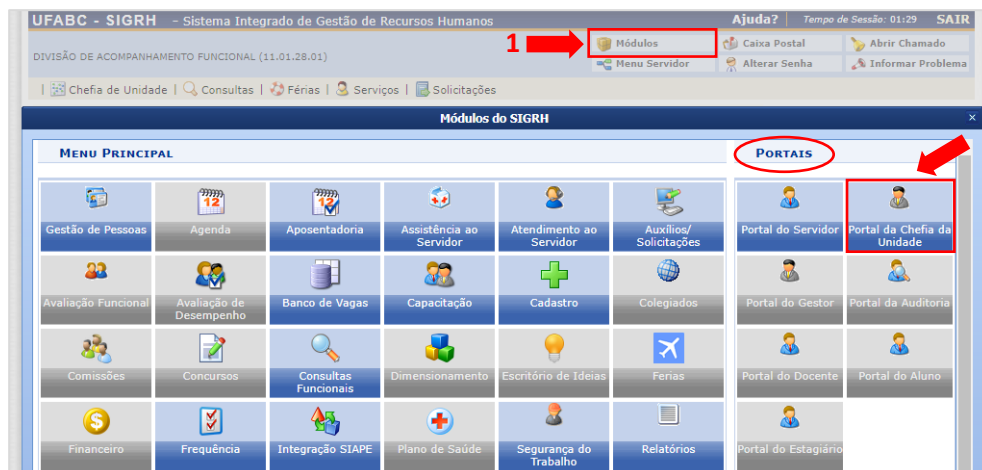 UFABC - SIGRH - Sistema Integrado de Gestão de Recursos Humanos
Ajuda? Tempo de Sessão: 01:29 SAIR
1
Módulos
Caixa Postal
Abrir Chamado
DIVISÃO DE ACOMPANHAMENTO FUNCIONAL (11.01.28.01)
Menu Servidor
Alterar Senha
Informar Problema
| Chefia de Unidade | Consultas | Férias | Serviços | Solicitações
Módulos do SIGRH ×
MENU PRINCIPAL
PORTAIS
Gestão de Pessoas
Agenda
Aposentadoria
Assistência ao
Servidor
Atendimento ao
Servidor
Auxílios/
Solicitações
Portal do Servidor
Portal da Chefia da
Unidade
Avaliação Funcional
Avaliação de
Desempenho
Banco de Vagas
Capacitação
Cadastro
Colegiados
Portal do Gestor
Portal da Auditoria
Comissões
Concursos
Consultas
Funcionais
Dimensionamento
Escritório de Ideias
Ferias
Portal do Docente
Portal do Aluno
Financeiro
Frequência
Integração SIAPE
Plano de Saúde
Segurança do
Trabalho
Relatórios
Portal do Estagiário